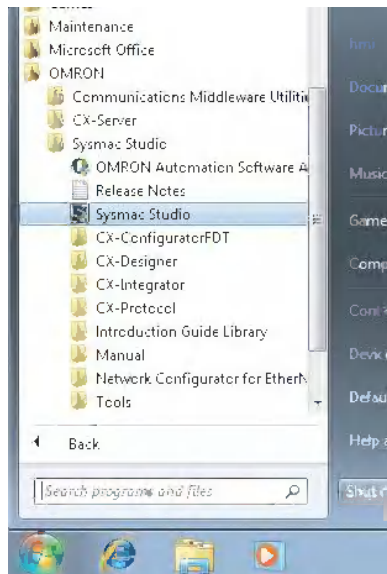 Maintenance
Microsoft Office
OMRON
Communications Middleware
CX-Server
Sysmac Studio
OMRON Automation Software A
Release Notes
Sysmac Studio
CX-ConfiguratorFDT
CX-Designer
CX-Integrator
CX-Protocol
Introduction Guide Library
Manual
Network Configurator for EtherN
Tools
Back
Search programs and files
Docu
Pictur
Music
Game
Comp
Devic
Defau
Help a
Shut